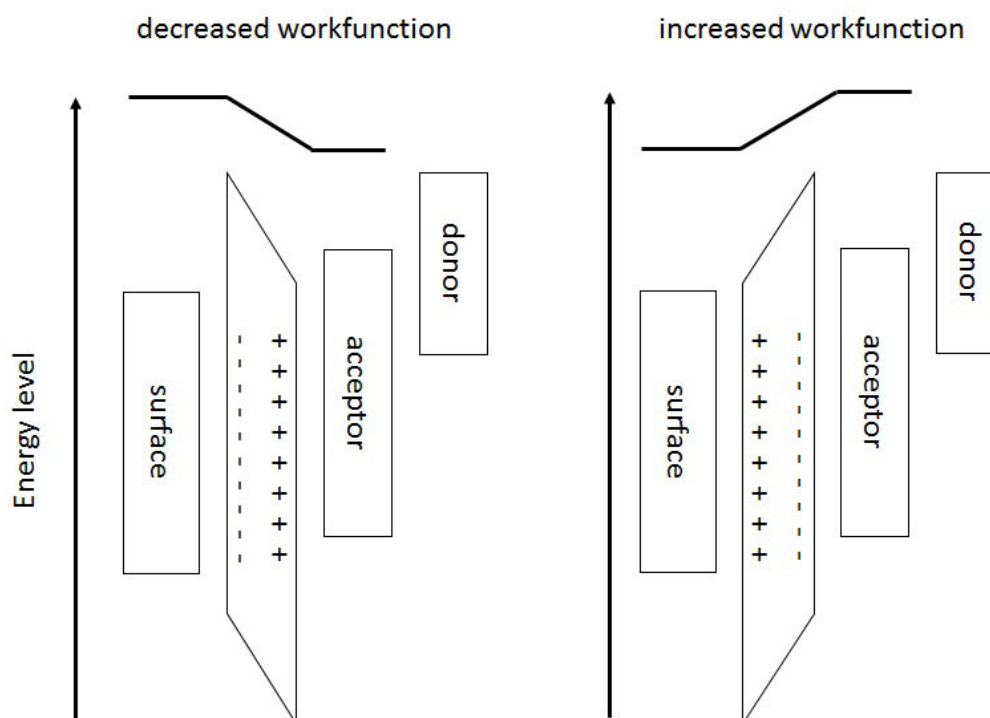 decreased workfunction
increased workfunction
Energy level
surface
- - - - - - - - - -
+ + + + + + + +
acceptor
donor
surface
+ + + + + + + +
- - - - - - - - - -
acceptor
donor